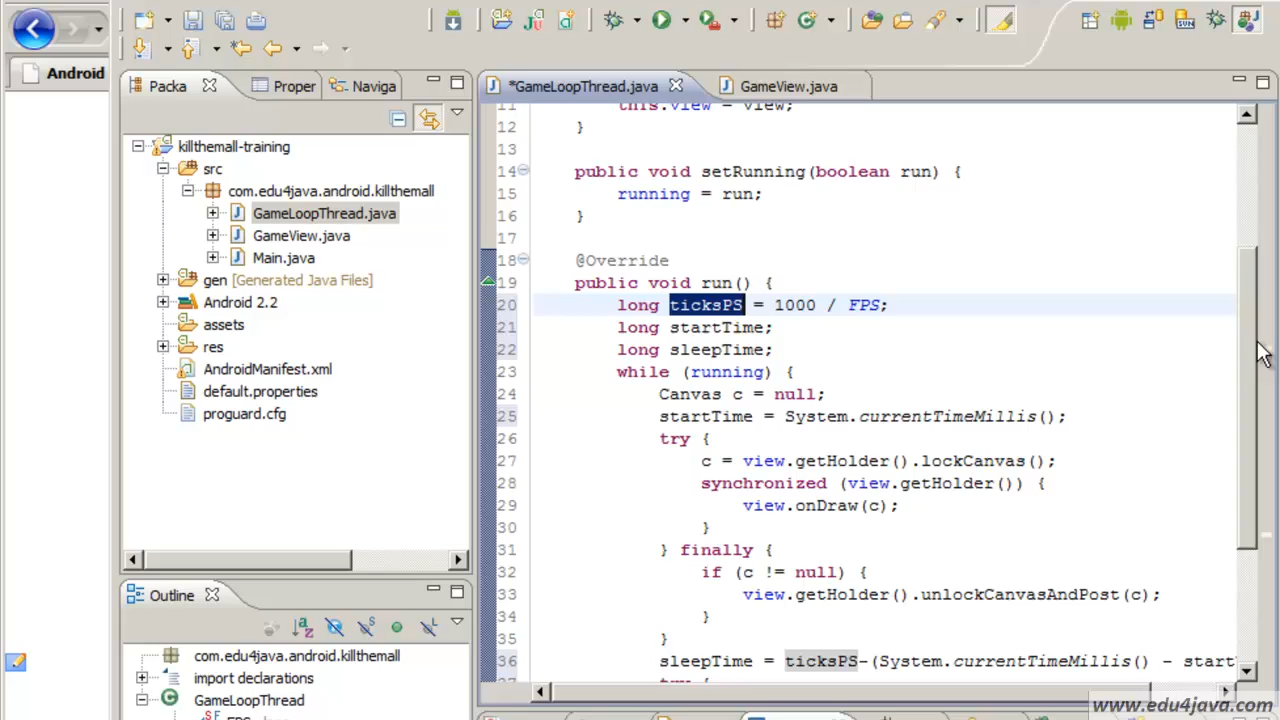 Android
Packa
Proper
Naviga
killthemall-training
src
com.edu4java.android.killthemall
GameLoopThread.java
GameView.java
Main.java
gen [Generated Java Files]
Android 2.2
assets
res
AndroidManifest.xml
default.properties
proguard.cfg
Outline
com.edu4java.android.killthemall
import declarations
GameLoopThread
*GameLoopThread.java
GameView.java
11 this.view = view;
12 }
13
14 public void setRunning(boolean run) {
15 running = run;
16 }
17
18 @Override
19 public void run() {
20 long ticksPS = 1000 / FPS;
21 long startTime;
22 long sleepTime;
23 while (running) {
24 Canvas c = null;
25 startTime = System.currentTimeMillis();
26 try {
27 c = view.getHolder().lockCanvas();
28 synchronized (view.getHolder()) {
29 view.onDraw(c);
30 }
31 } finally {
32 if (c != null) {
33 view.getHolder().unlockCanvasAndPost(c);
34 }
35 }
36 sleepTime = ticksPS-(System.currentTimeMillis() - start
www.edu4java.com